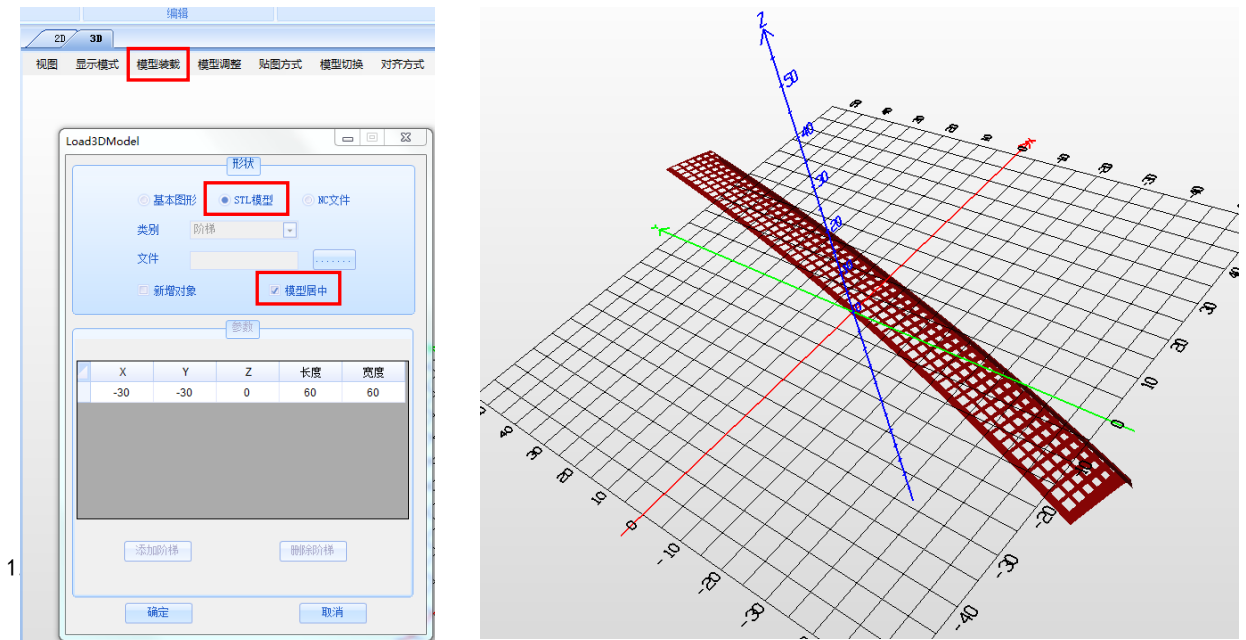 编辑
2D 3D
视图 显示模式 模型装载 模型调整 贴图方式 模型切换 对齐方式
Load3DModel
形状
基本图形 STL模型 NC文件
类别 阶梯
文件 .......
新增对象 模型居中
参数
X Y Z 长度 宽度
-30 -30 0 60 60
添加阶梯 删除阶梯
确定 取消
1
Z
50
40
30
20
10
0
40
30
20
10
0
-10
-20
-30
40
30
20
10
0
-20
-30
-40